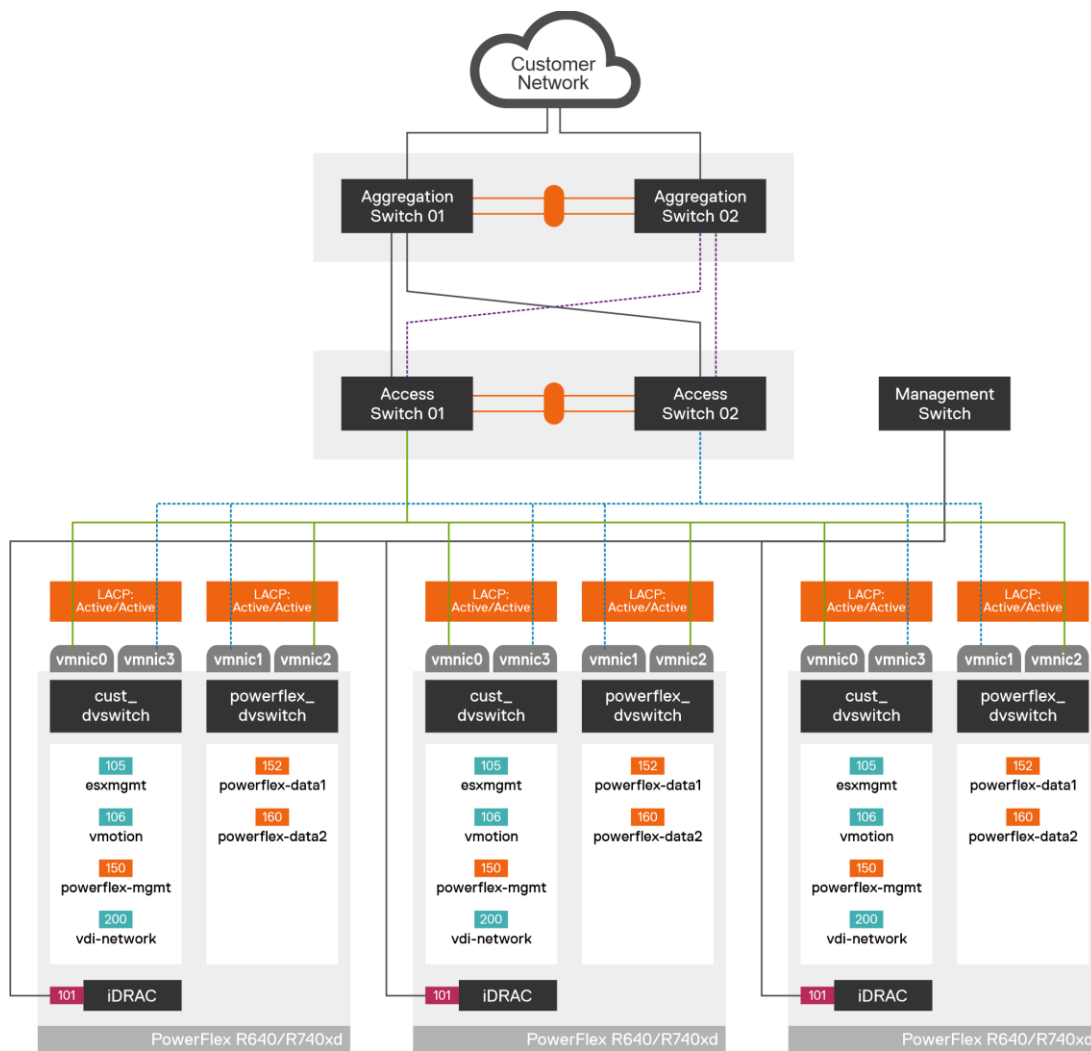 Customer
Network
Aggregation
Switch 01
Aggregation
Switch 02
Access
Switch 01
Access
Switch 02
Management
Switch
LACP:
Active/Active
LACP:
Active/Active
LACP:
Active/Active
LACP:
Active/Active
LACP:
Active/Active
LACP:
Active/Active
vmnic0
vmnic3
vmnic1
vmnic2
vmnic0
vmnic3
vmnic1
vmnic2
vmnic0
vmnic3
vmnic1
vmnic2
cust_
dvswitch
powerflex_
dvswitch
cust_
dvswitch
powerflex_
dvswitch
cust_
dvswitch
powerflex_
dvswitch
105
esxmgmt
106
vmotion
150
powerflex-mgmt
200
vdi-network
152
powerflex-data1
160
powerflex-data2
105
esxmgmt
106
vmotion
150
powerflex-mgmt
200
vdi-network
152
powerflex-data1
160
powerflex-data2
105
esxmgmt
106
vmotion
150
powerflex-mgmt
200
vdi-network
152
powerflex-data1
160
powerflex-data2
101 iDRAC
101 iDRAC
101 iDRAC
PowerFlex R640/R740xd
PowerFlex R640/R740xd
PowerFlex R640/R740xd